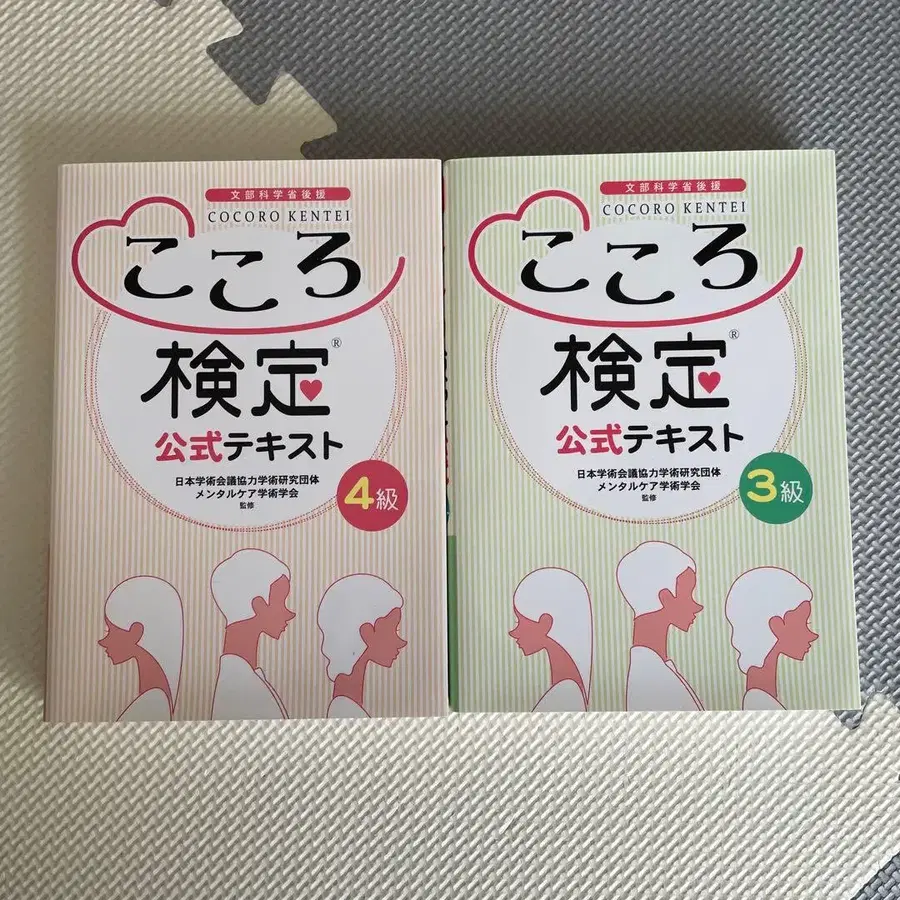 文部科学省後援
COCORO KENTEI
こころ
検定®
公式テキスト
日本学術会議協力学術研究団体
メンタルケア学術学会
監修
4級
文部科学省後援
COCORO KENTEI
こころ
検定®
公式テキスト
日本学術会議協力学術研究団体
メンタルケア学術学会
監修
3級